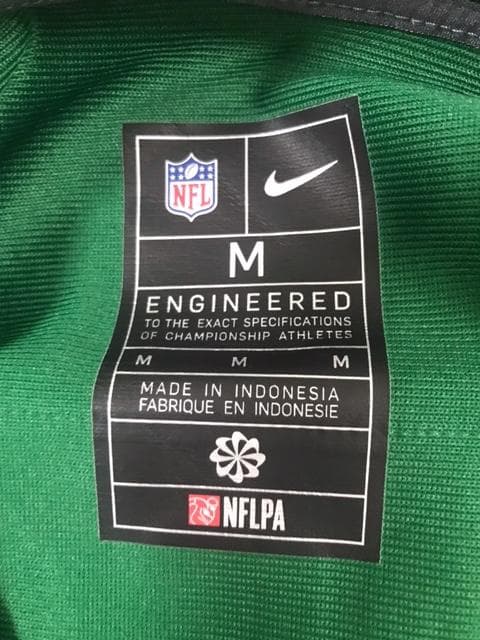 NFL
M
ENGINEERED
TO THE EXACT SPECIFICATIONS
OF CHAMPIONSHIP ATHLETES
M M M
MADE IN INDONESIA
FABRIQUE EN INDONESIE
NFLPA